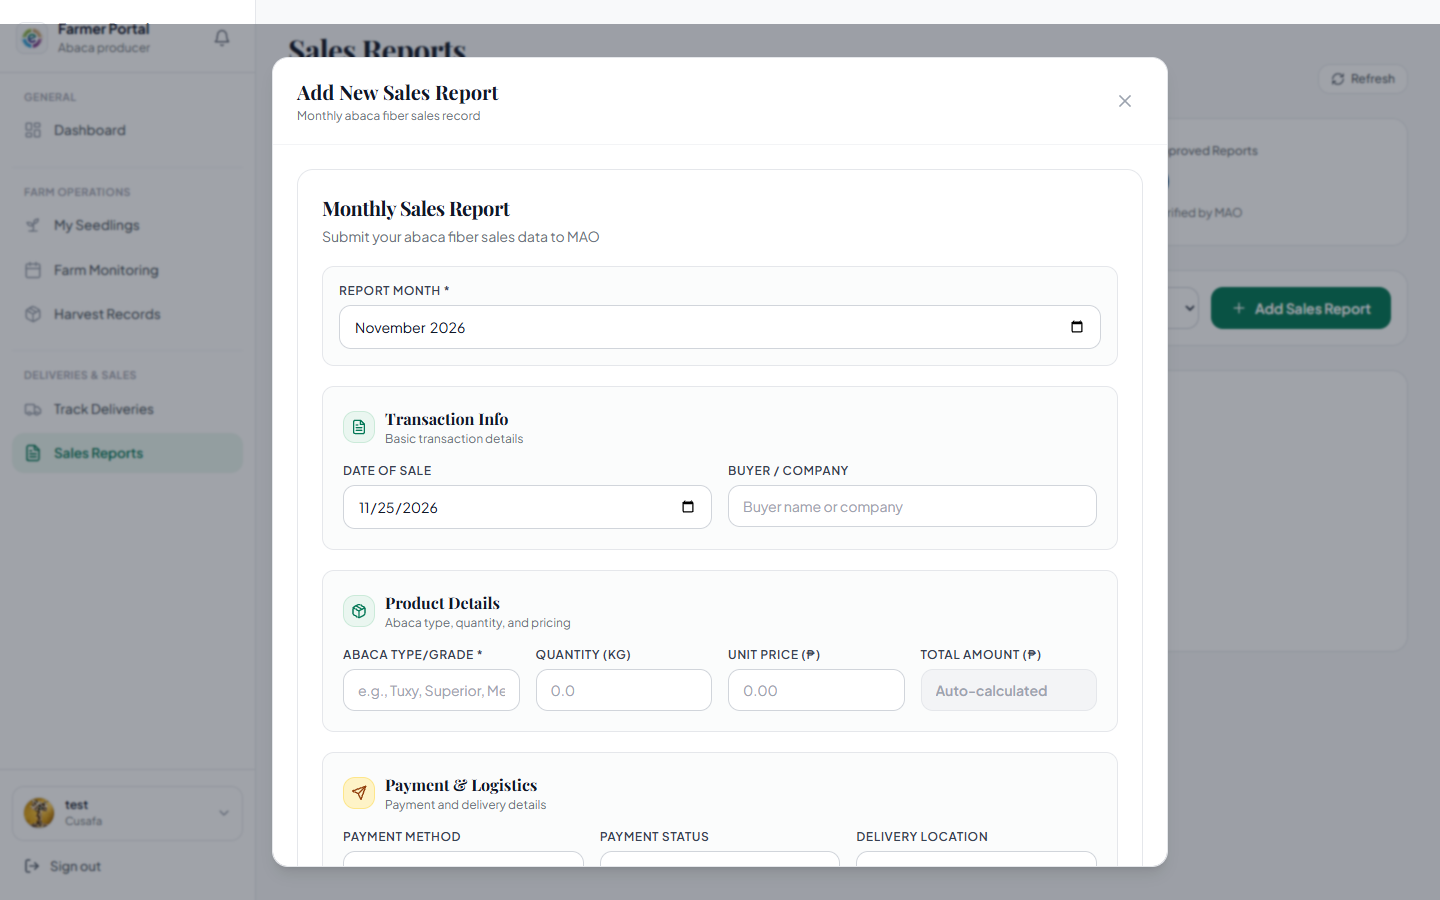 Farmer Portal
Abaca producer
GENERAL
Dashboard
FARM OPERATIONS
My Seedlings
Farm Monitoring
Harvest Records
DELIVERIES & SALES
Track Deliveries
Sales Reports
test
Cusafa
Sign out
Sales Reports
Refresh
proved Reports
rified by MAO
+ Add Sales Report
Add New Sales Report
Monthly abaca fiber sales record
Monthly Sales Report
Submit your abaca fiber sales data to MAO
REPORT MONTH *
November 2026
Transaction Info
Basic transaction details
DATE OF SALE
11/25/2026
BUYER / COMPANY
Buyer name or company
Product Details
Abaca type, quantity, and pricing
ABACA TYPE/GRADE *
e.g., Tuxy, Superior, Me
QUANTITY (KG)
0.0
UNIT PRICE (₱)
0.00
TOTAL AMOUNT (₱)
Auto-calculated
Payment & Logistics
Payment and delivery details
PAYMENT METHOD
PAYMENT STATUS
DELIVERY LOCATION